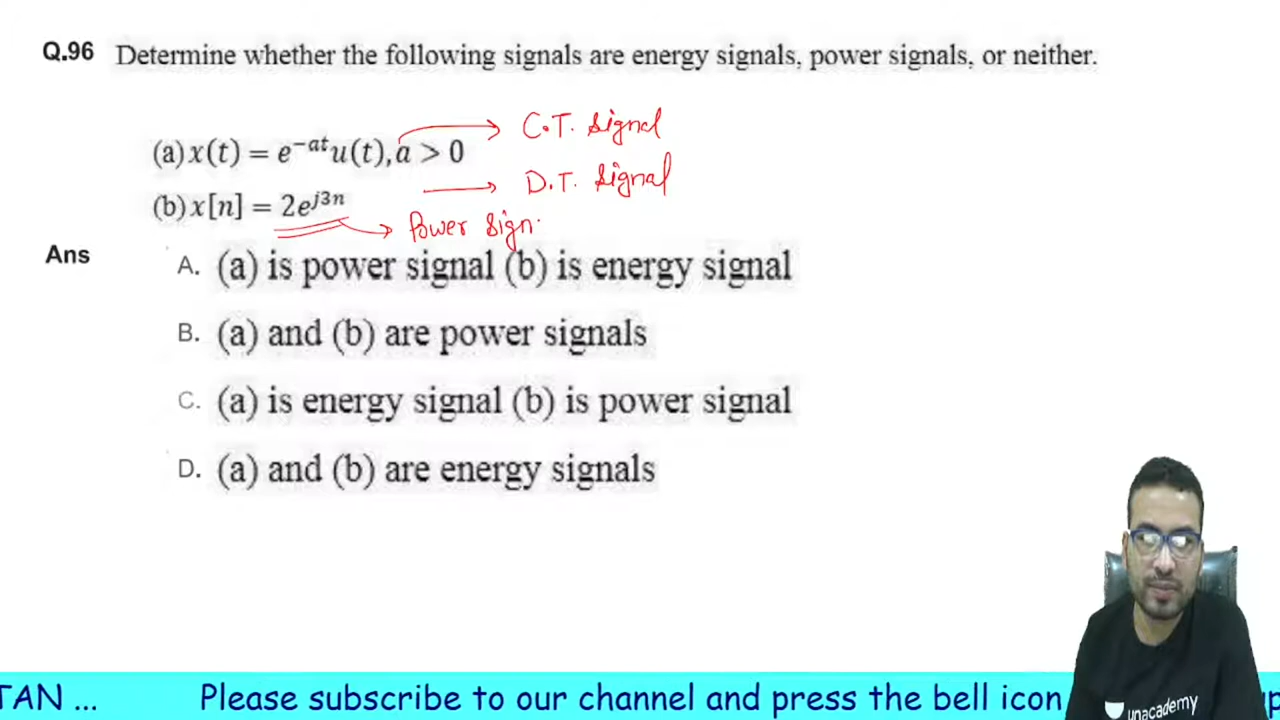 Q.96 Determine whether the following signals are energy signals, power signals, or neither.
(a) x(t) = e^{-at}u(t), a > 0 → C.T. Signal
(b) x[n] = 2e^{j3n} → D.T. Signal
→ Power Sign.
Ans
A. (a) is power signal (b) is energy signal
B. (a) and (b) are power signals
C. (a) is energy signal (b) is power signal
D. (a) and (b) are energy signals
TAN ... Please subscribe to our channel and press the bell icon
unacademy